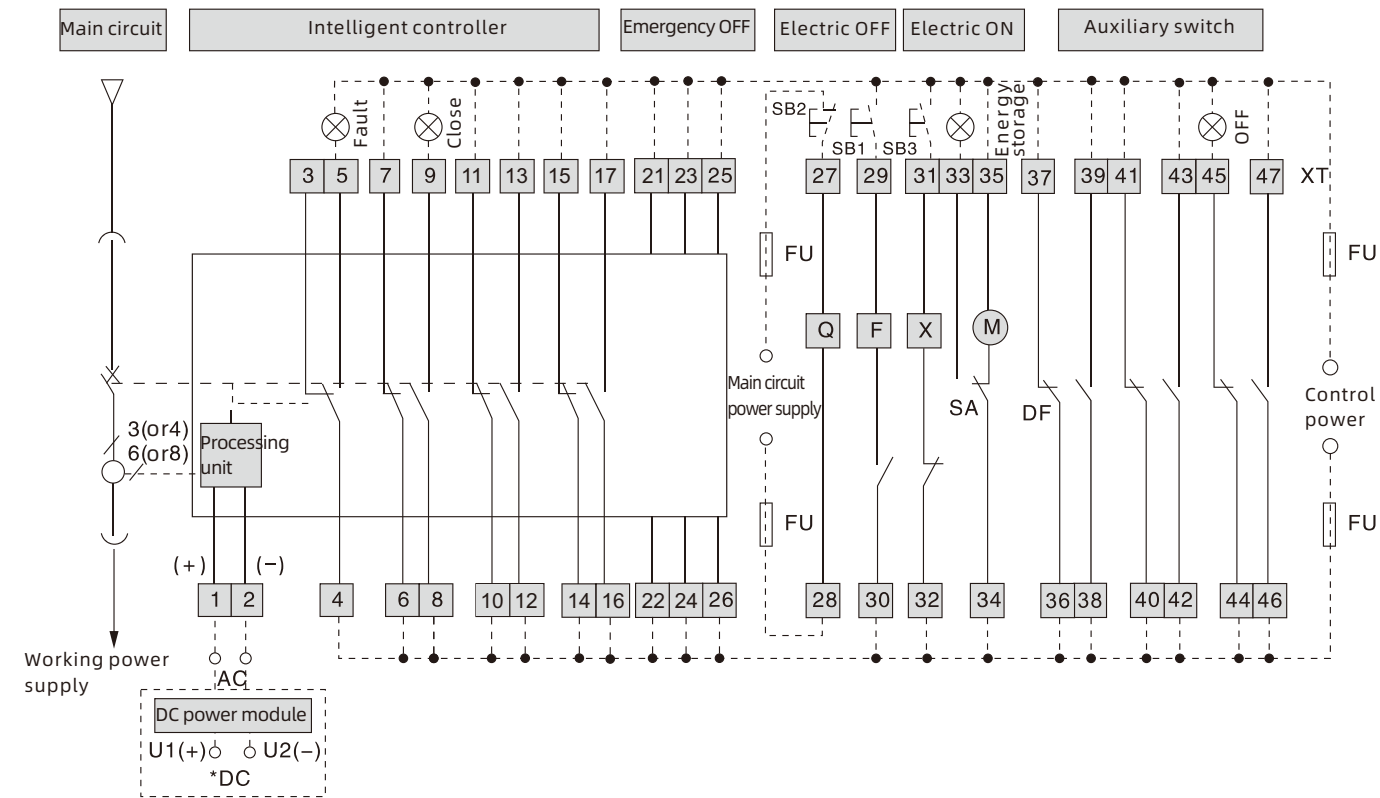 Main circuit
Intelligent controller
Emergency OFF
Electric OFF
Electric ON
Auxiliary switch
Fault
Close
SB2
SB1
SB3
Energy
storage
OFF
3
5
7
9
11
13
15
17
21
23
25
27
29
31
33
35
37
39
41
43
45
47
XT
FU
FU
Q
F
X
M
Main circuit
power supply
SA
DF
Control
power
3(or4)
6(or8)
Processing
unit
FU
FU
(+)
(−)
1
2
4
6
8
10
12
14
16
22
24
26
28
30
32
34
36
38
40
42
44
46
Working power
supply
AC
DC power module
U1(+)
U2(−)
*DC